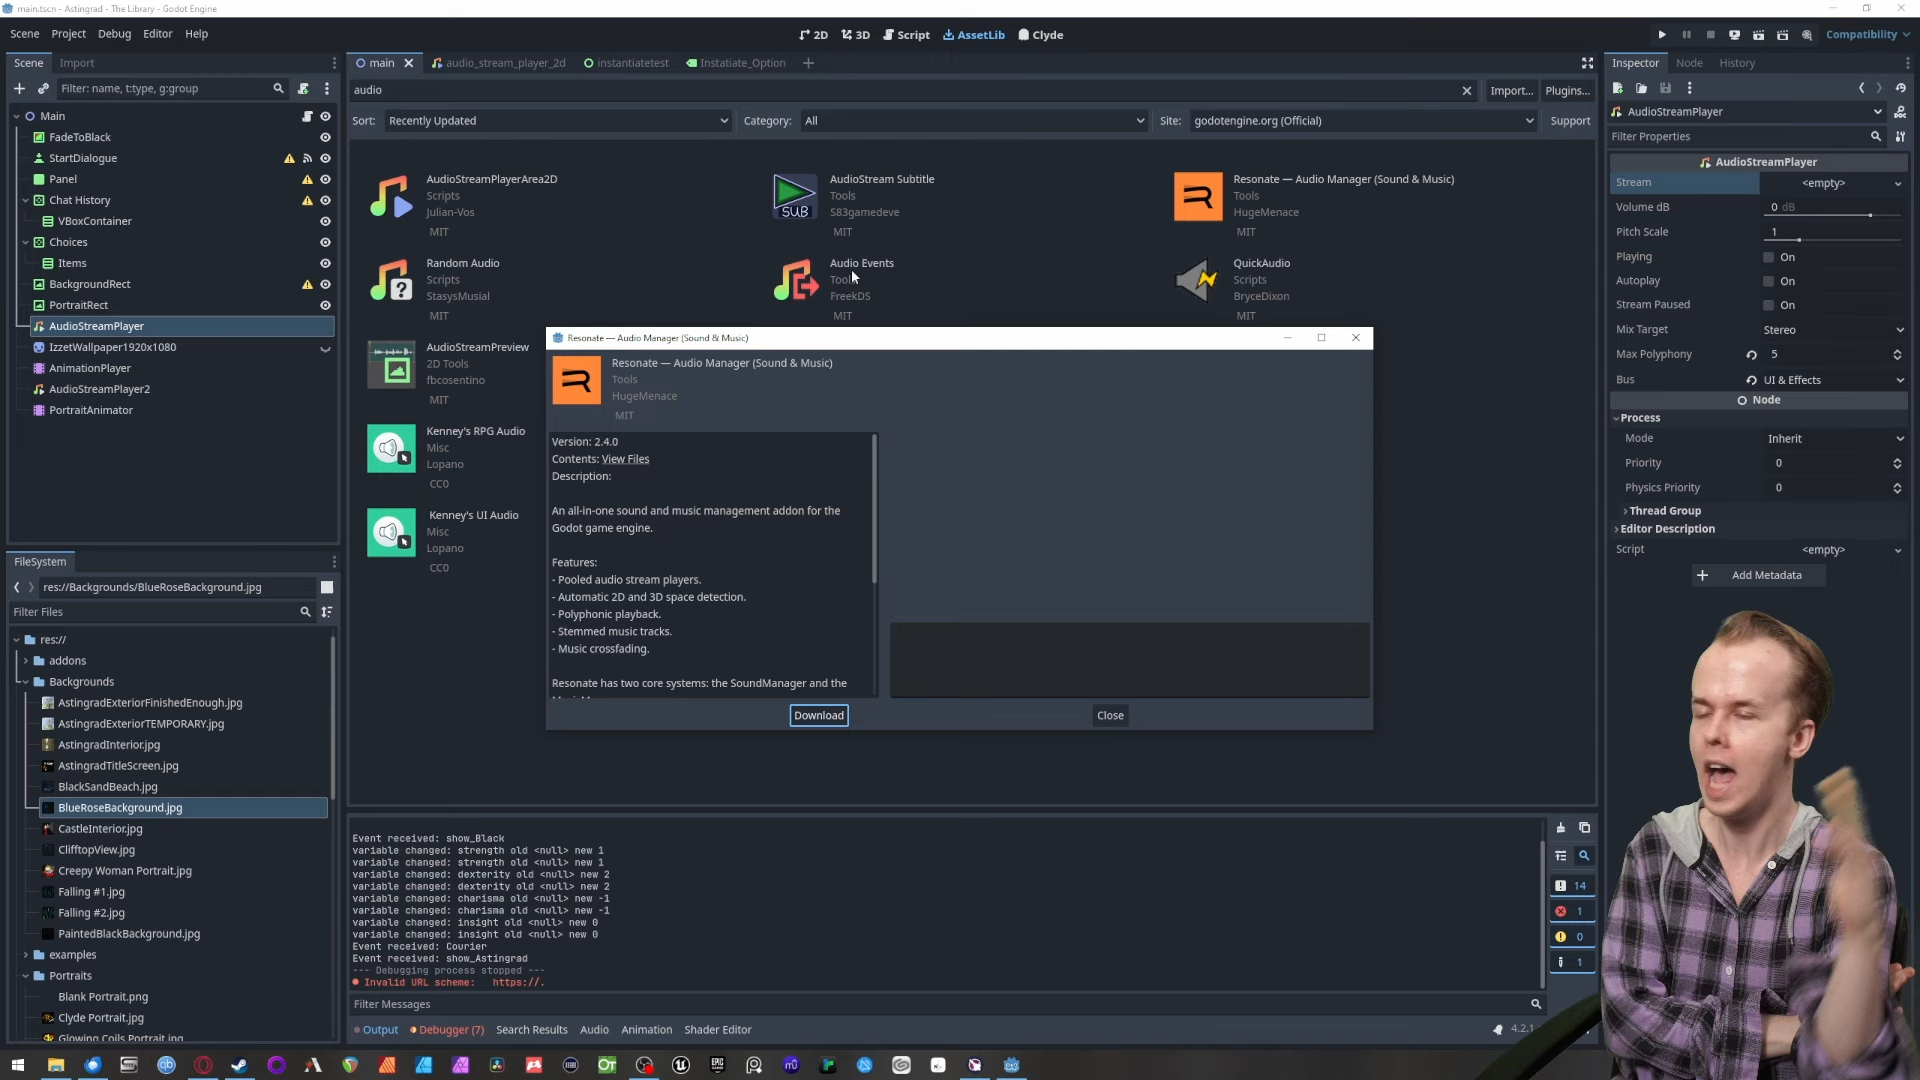 main.tscn - Astingrad - The Library - Godot Engine
Scene Project Debug Editor Help
2D 3D Script AssetLib Clyde
Compatibility
Scene Import
Filter: name, t:type, g:group
Main
FadeToBlack
StartDialogue
Panel
Chat History
VBoxContainer
Choices
Items
BackgroundRect
PortraitRect
AudioStreamPlayer
IzzetWallpaper1920x1080
AnimationPlayer
AudioStreamPlayer2
PortraitAnimator
FileSystem
res://Backgrounds/BlueRoseBackground.jpg
Filter Files
res://
addons
Backgrounds
AstingradExteriorFinishedEnough.jpg
AstingradExteriorTEMPORARY.jpg
AstingradInterior.jpg
AstingradTitleScreen.jpg
BlackSandBeach.jpg
BlueRoseBackground.jpg
CastleInterior.jpg
ClifftopView.jpg
Creepy Woman Portrait.jpg
Falling #1.jpg
Falling #2.jpg
PaintedBlackBackground.jpg
examples
Portraits
Blank Portrait.png
Clyde Portrait.jpg
Glowing Coils Portrait.jpg
main audio_stream_player_2d instantiatetest Instatiate_Option
audio
Import... Plugins...
Sort: Recently Updated Category: All Site: godotengine.org (Official) Support
AudioStreamPlayerArea2D
Scripts
Julian-Vos
MIT
AudioStream Subtitle
Tools
S83gamedeve
MIT
SUB
Resonate — Audio Manager (Sound & Music)
Tools
HugeMenace
MIT
Random Audio
Scripts
StasysMusial
MIT
Audio Events
Tools
FreekDS
MIT
QuickAudio
Scripts
BryceDixon
MIT
AudioStreamPreview
2D Tools
fbcosentino
MIT
Kenney's RPG Audio
Misc
Lopano
CC0
Kenney's UI Audio
Misc
Lopano
CC0
Resonate — Audio Manager (Sound & Music)
Resonate — Audio Manager (Sound & Music)
Tools
HugeMenace
MIT
Version: 2.4.0
Contents: View Files
Description:
An all-in-one sound and music management addon for the
Godot game engine.
Features:
- Pooled audio stream players.
- Automatic 2D and 3D space detection.
- Polyphonic playback.
- Stemmed music tracks.
- Music crossfading.
Resonate has two core systems: the SoundManager and the
Download Close
Event received: show_Black
variable changed: strength old <null> new 1
variable changed: strength old <null> new 1
variable changed: dexterity old <null> new 2
variable changed: dexterity old <null> new 2
variable changed: charisma old <null> new -1
variable changed: charisma old <null> new -1
variable changed: insight old <null> new 0
variable changed: insight old <null> new 0
Event received: Courier
Event received: show_Astingrad
--- Debugging process stopped ---
Invalid URL scheme: https://.
14
1
0
1
Filter Messages
Output Debugger (7) Search Results Audio Animation Shader Editor
4.2.1
Inspector Node History
AudioStreamPlayer
Filter Properties
AudioStreamPlayer
Stream <empty>
Volume dB 0 dB
Pitch Scale 1
Playing On
Autoplay On
Stream Paused On
Mix Target Stereo
Max Polyphony 5
Bus UI & Effects
Node
Process
Mode Inherit
Priority 0
Physics Priority 0
Thread Group
Editor Description
Script <empty>
Add Metadata